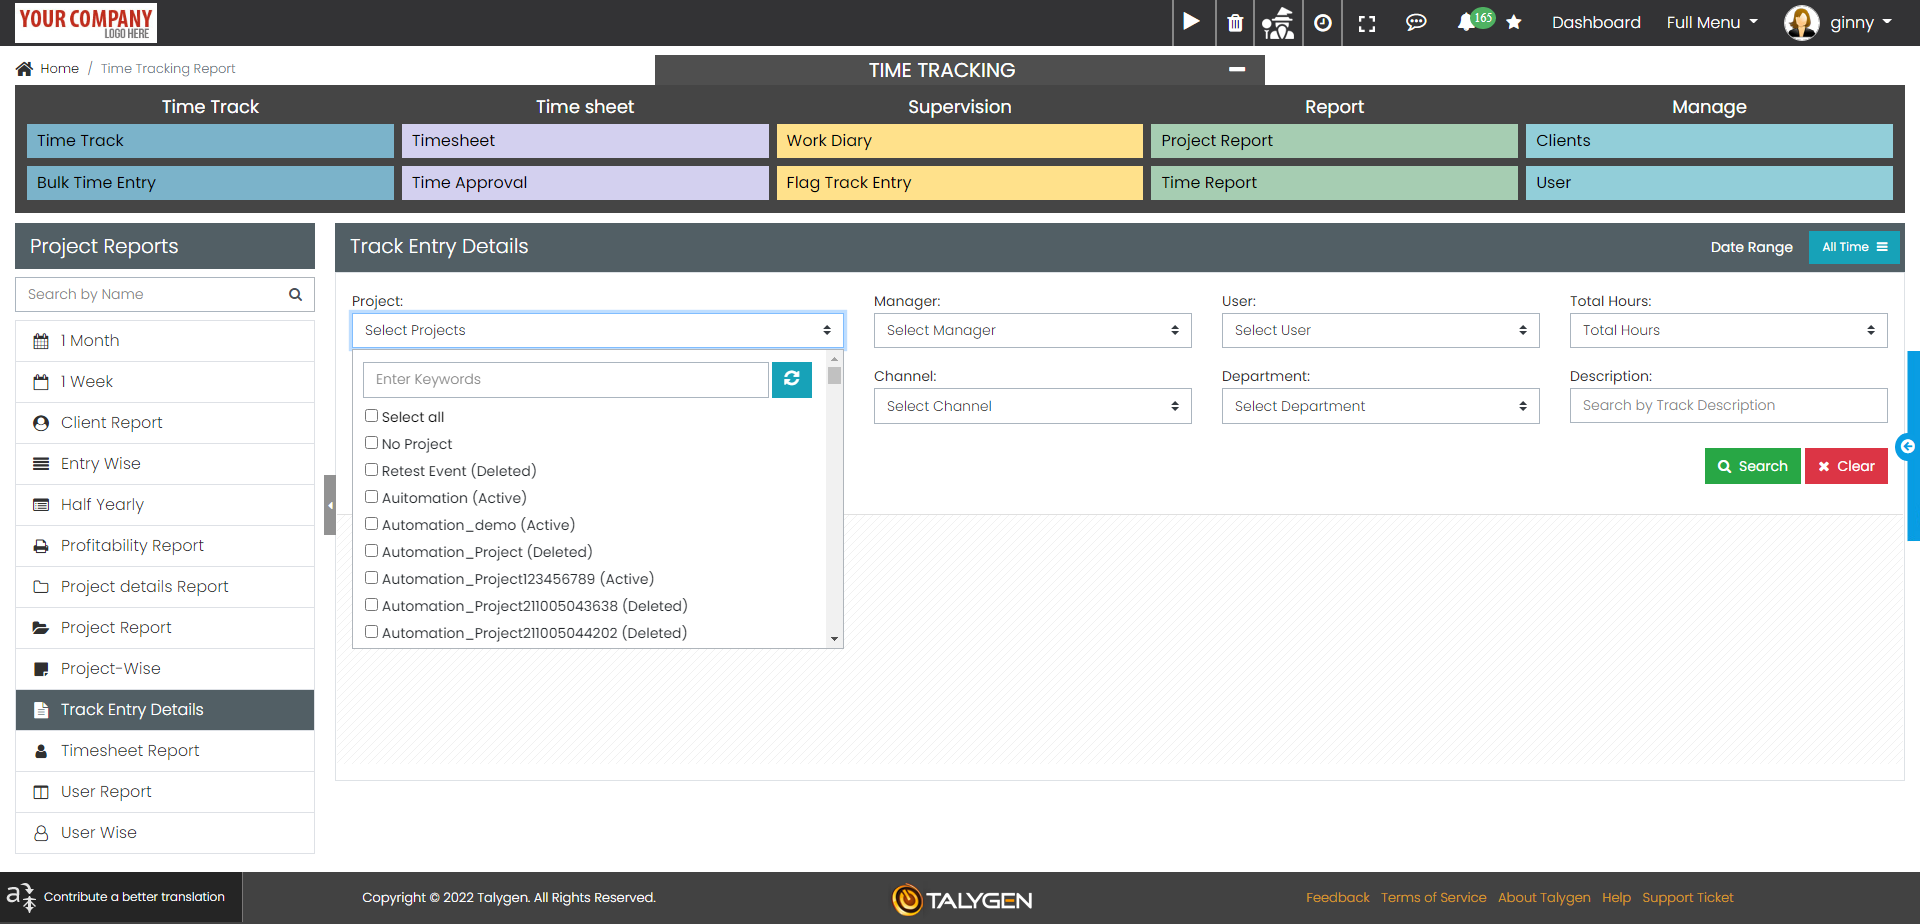 YOUR COMPANY
LOGO HERE
165
Dashboard
Full Menu
ginny
Home / Time Tracking Report
TIME TRACKING
Time Track
Time sheet
Supervision
Report
Manage
Time Track
Timesheet
Work Diary
Project Report
Clients
Bulk Time Entry
Time Approval
Flag Track Entry
Time Report
User
Project Reports
Search by Name
1 Month
1 Week
Client Report
Entry Wise
Half Yearly
Profitability Report
Project details Report
Project Report
Project-Wise
Track Entry Details
Timesheet Report
User Report
User Wise
Track Entry Details
Date Range
All Time
Project:
Select Projects
Enter Keywords
Select all
No Project
Retest Event (Deleted)
Auitomation (Active)
Automation_demo (Active)
Automation_Project (Deleted)
Automation_Project123456789 (Active)
Automation_Project211005043638 (Deleted)
Automation_Project211005044202 (Deleted)
Manager:
Select Manager
User:
Select User
Total Hours:
Total Hours
Channel:
Select Channel
Department:
Select Department
Description:
Search by Track Description
Search
Clear
Contribute a better translation
Copyright © 2022 Talygen. All Rights Reserved.
TALYGEN
Feedback Terms of Service About Talygen Help Support Ticket